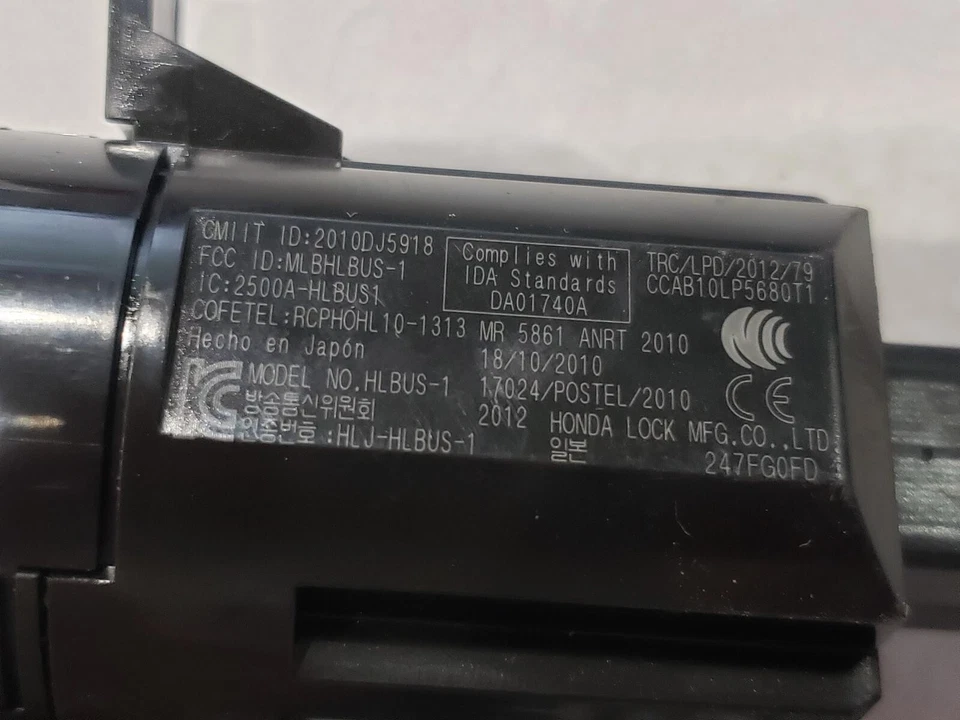 CMIIT ID:2010DJ5918
FCC ID:MLBHLBUS-1
IC:2500A-HLBUS1
COFETEL:RCPHOHL10-1313
Hecho en Japón
MODEL NO.HLBUS-1
방송통신위원회
인증번호:HLJ-HLBUS-1
Complies with
IDA Standards
DA01740A
MR 5861 ANRT 2010
18/10/2010
17024/POSTEL/2010
2012 HONDA LOCK MFG.CO.,LTD
일본
TRC/LPD/2012/79
CCAB10LP5680T1
CE
247FG0FD